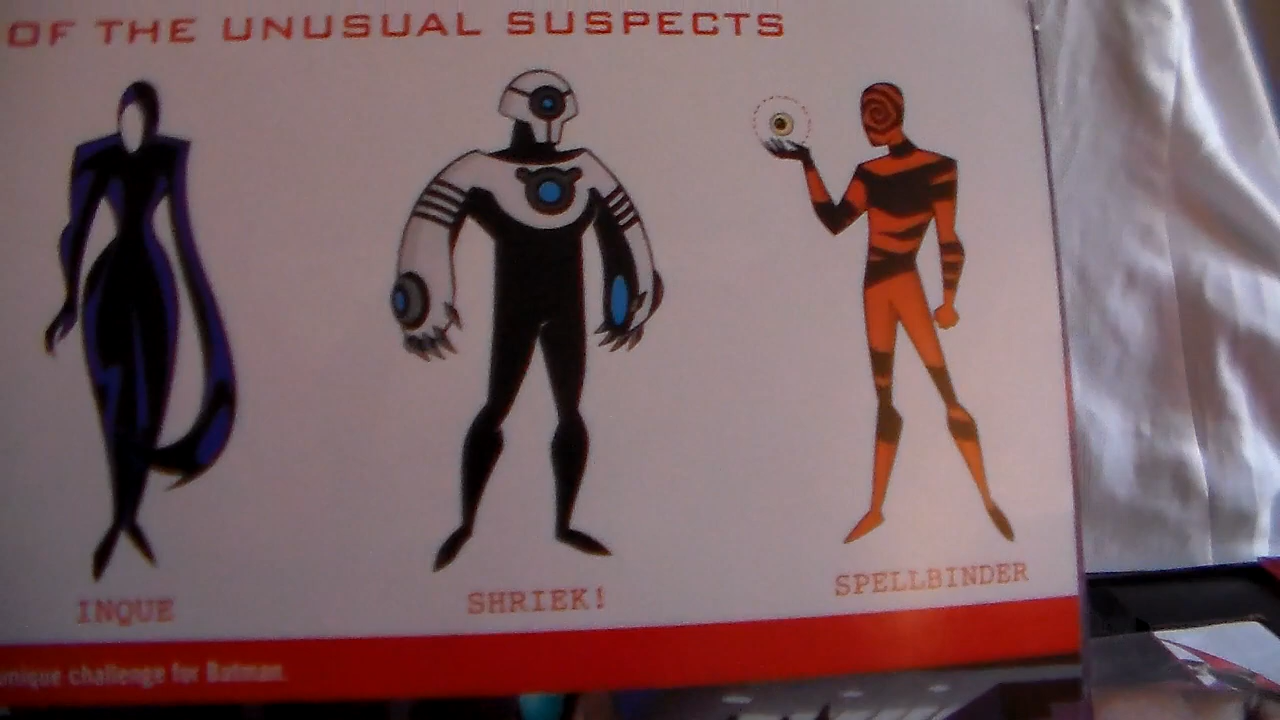 OF THE UNUSUAL SUSPECTS
INQUE
SHRIEK!
SPELLBINDER
unique challenge for Batman.